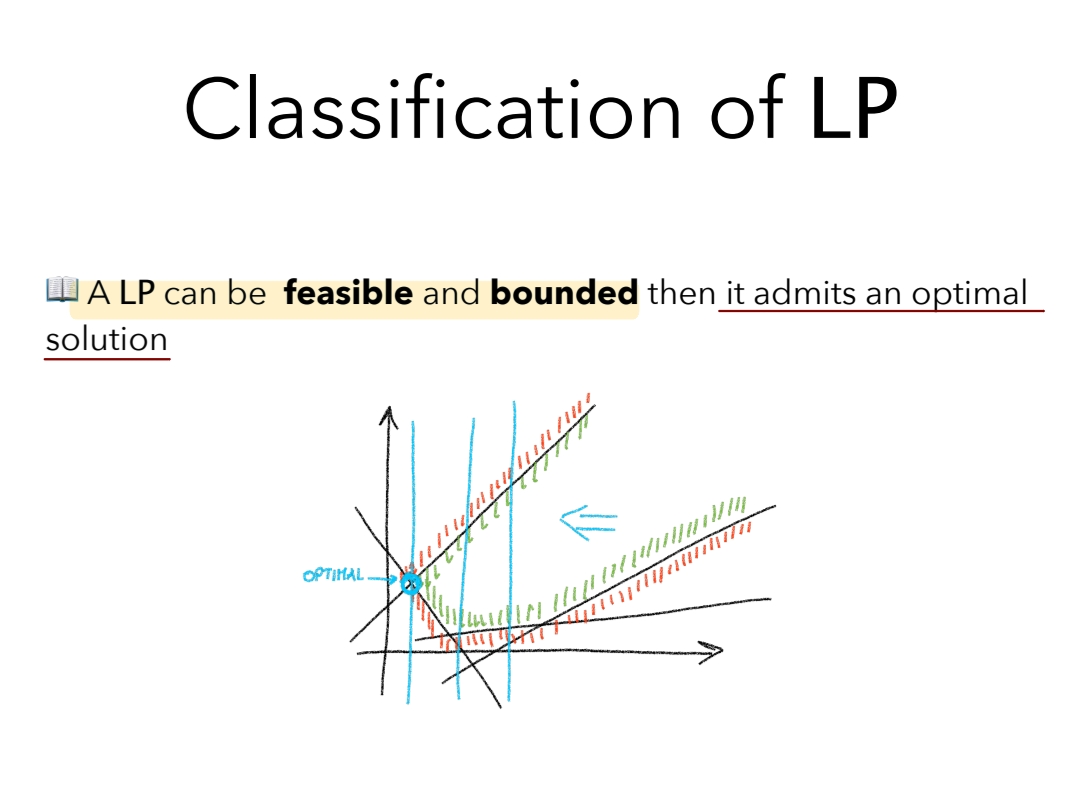 Classification of LP
📖 A LP can be feasible and bounded then it admits an optimal
solution
OPTIMAL